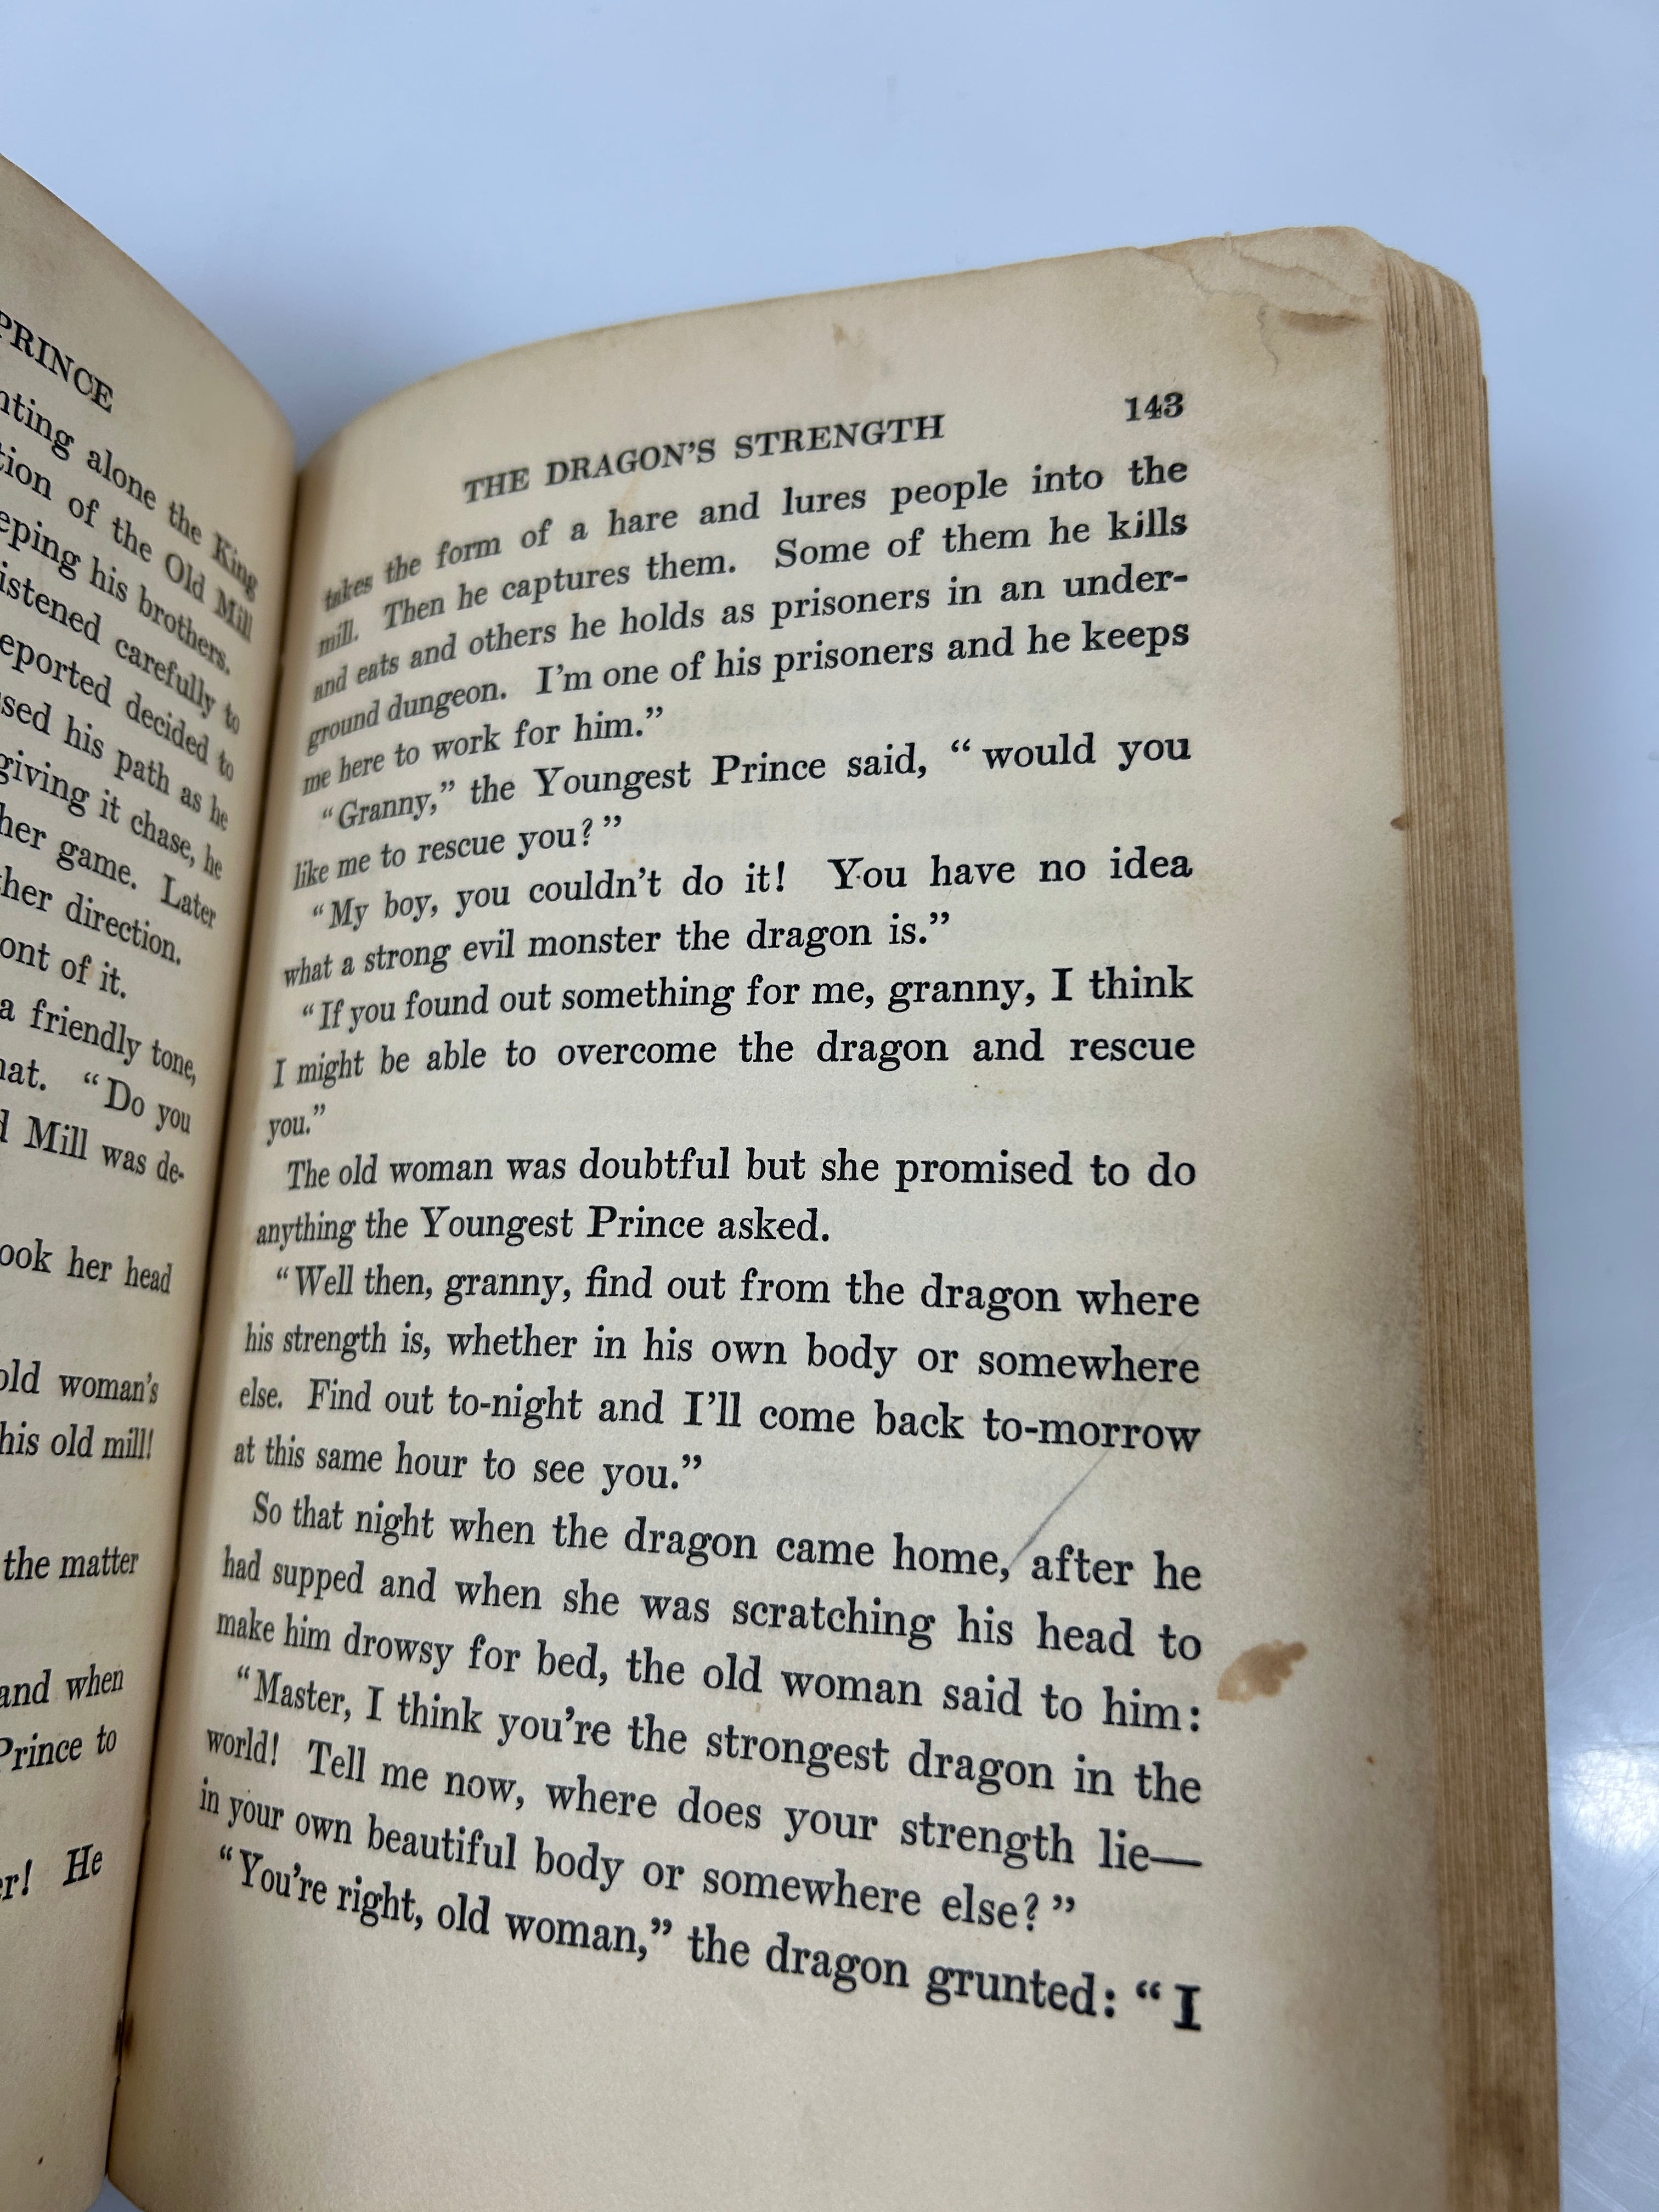 PRINCE
alone the King
of the Old Mill
his brothers.
carefully to
decided to
his path as he
giving it chase, he
game. Later
direction.
of it.
a friendly tone,
“Do you
Mill was de-
her head
old woman's
his old mill!
the matter
and when
Prince to
He
THE DRAGON'S STRENGTH 143
takes the form of a hare and lures people into the
mill. Then he captures them. Some of them he kills
and eats and others he holds as prisoners in an under-
ground dungeon. I'm one of his prisoners and he keeps
me here to work for him.”
“Granny,” the Youngest Prince said, “would you
like me to rescue you?”
“My boy, you couldn't do it! You have no idea
what a strong evil monster the dragon is.”
“If you found out something for me, granny, I think
I might be able to overcome the dragon and rescue
you.”
The old woman was doubtful but she promised to do
anything the Youngest Prince asked.
“Well then, granny, find out from the dragon where
his strength is, whether in his own body or somewhere
else. Find out to-night and I'll come back to-morrow
at this same hour to see you.”
So that night when the dragon came home, after he
had supped and when she was scratching his head to
make him drowsy for bed, the old woman said to him:
“Master, I think you're the strongest dragon in the
world! Tell me now, where does your strength lie—
in your own beautiful body or somewhere else?”
“You're right, old woman,” the dragon grunted: “I